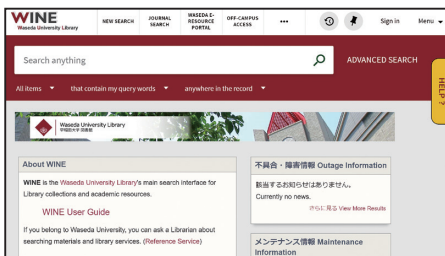 WINE
Waseda University Library
NEW SEARCH
JOURNAL SEARCH
WASEDA E-RESOURCE PORTAL
OFF-CAMPUS ACCESS
Sign in
Menu
Search anything
ADVANCED SEARCH
All items
that contain my query words
anywhere in the record
HELP ?
Waseda University Library
早稲田大学 図書館
About WINE
WINE is the Waseda University Library's main search interface for
Library collections and academic resources.
WINE User Guide
If you belong to Waseda University, you can ask a Librarian about
searching materials and library services. (Reference Service)
不具合・障害情報 Outage Information
該当するお知らせはありません。
Currently no news.
さらに見る View More Results
メンテナンス情報 Maintenance
Information